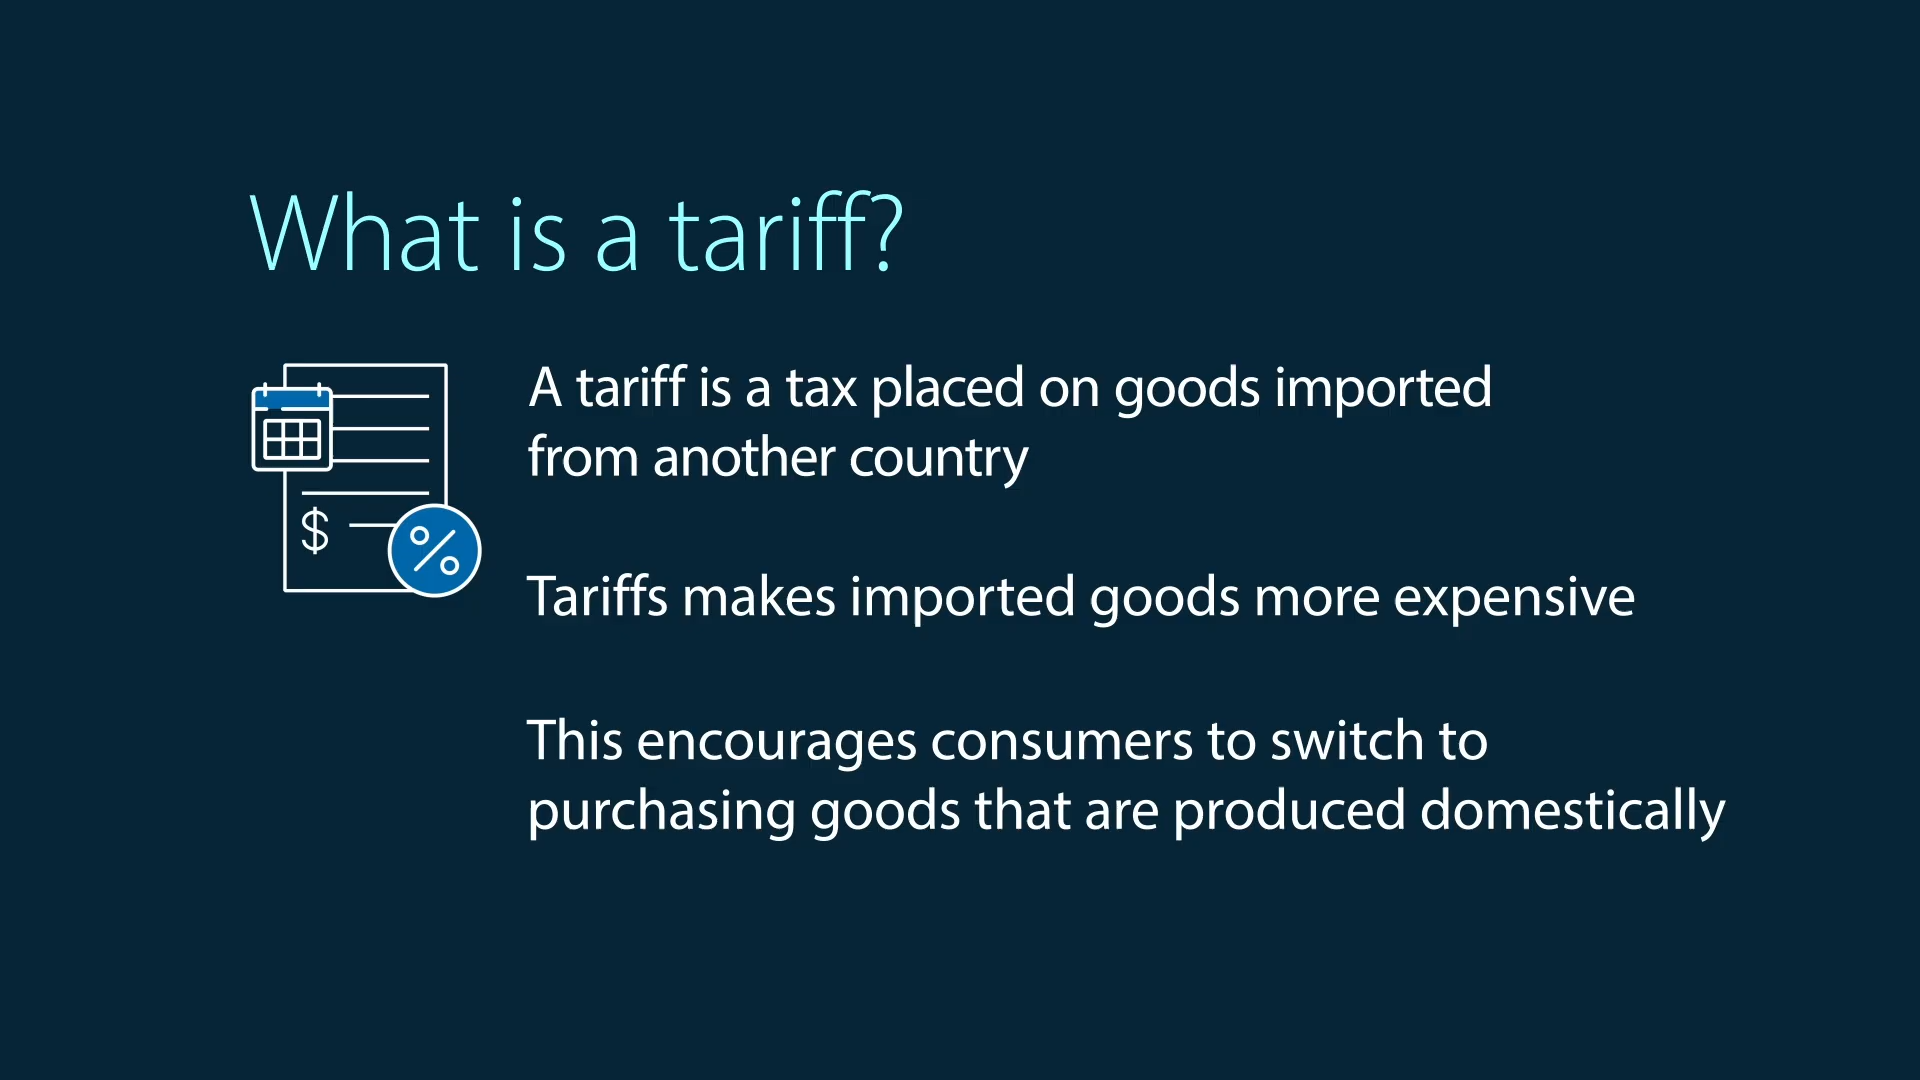 What is a tariff?
A tariff is a tax placed on goods imported
from another country
$
%
Tariffs makes imported goods more expensive
This encourages consumers to switch to
purchasing goods that are produced domestically